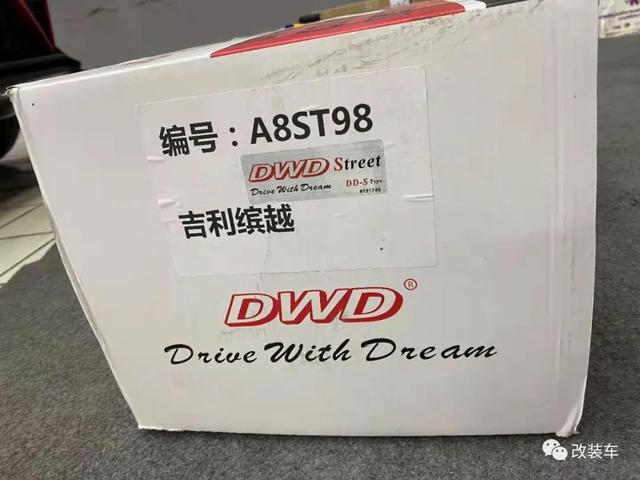 编号：A8ST98
DWD Street
Drive With Dream DD-S Type
吉利缤越
DWD®
Drive With Dream
改装车